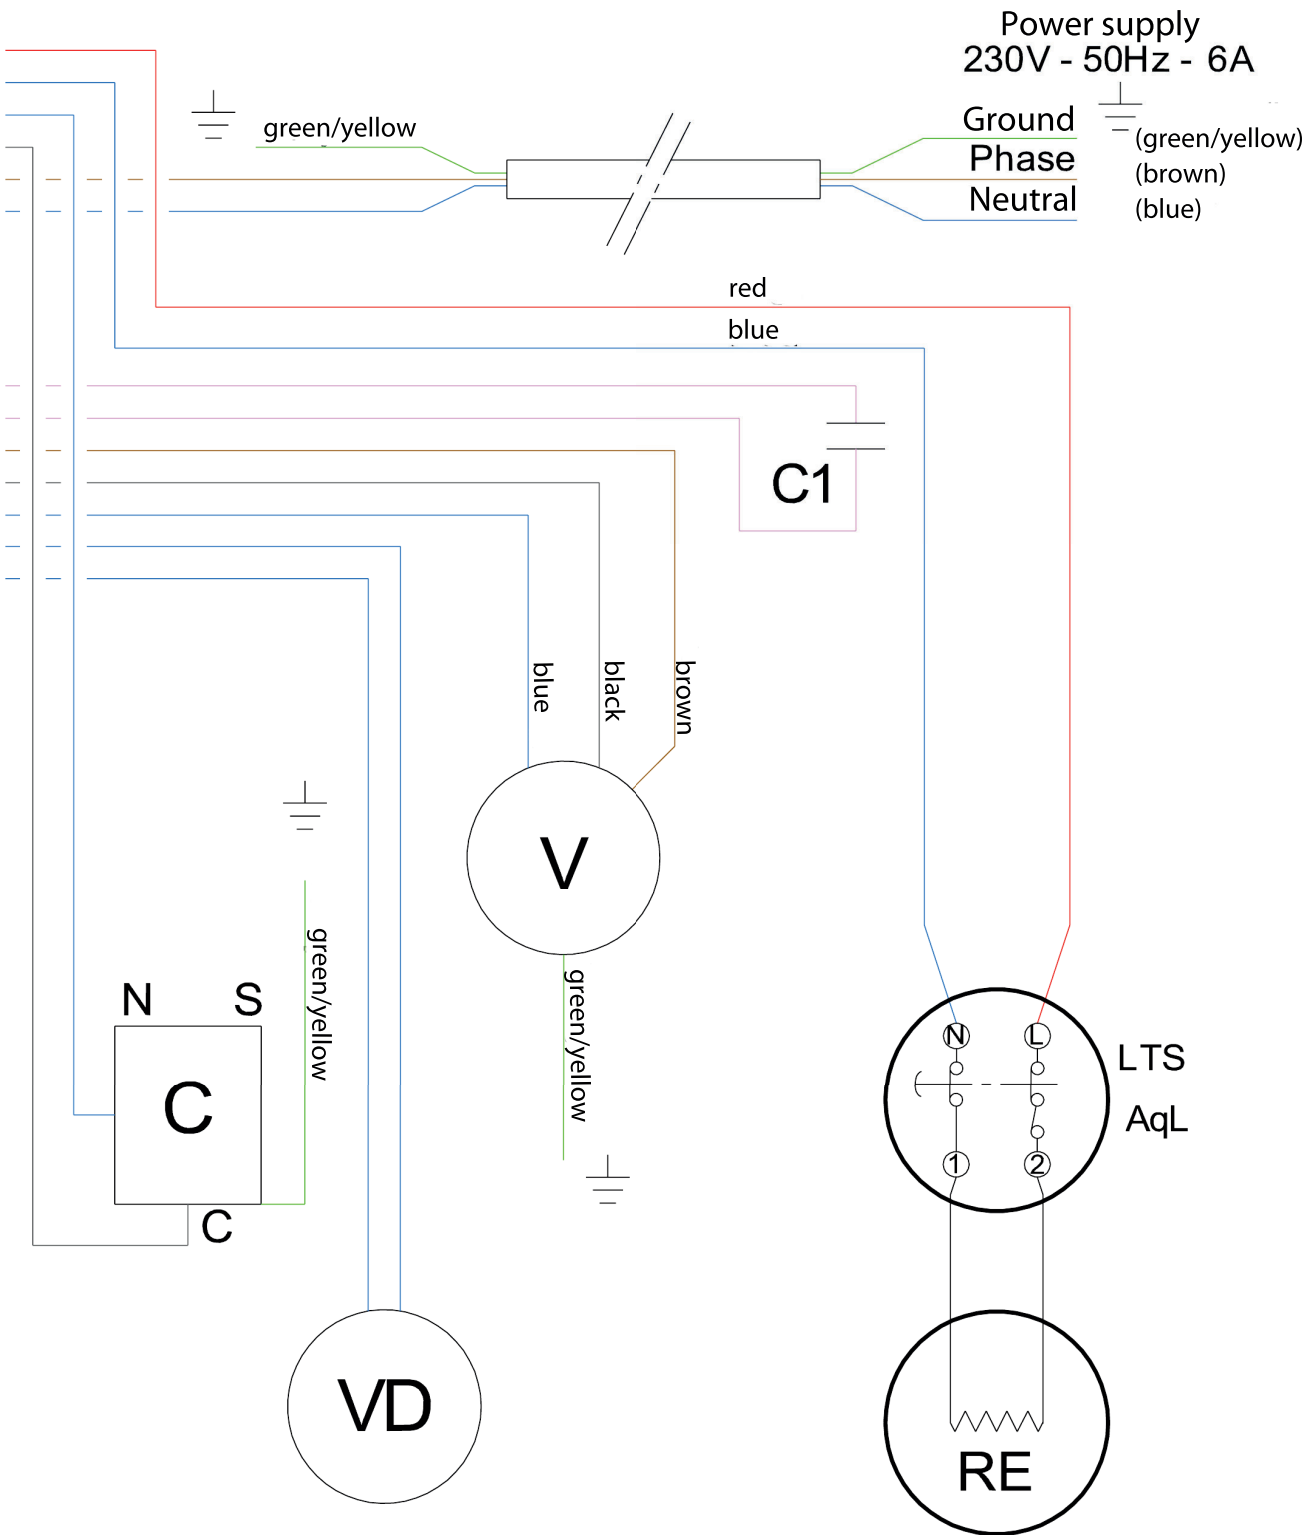 Power supply
230V - 50Hz - 6A
green/yellow
Ground
(green/yellow)
Phase
(brown)
Neutral
(blue)
red
blue
C1
blue
black
brown
V
green/yellow
green/yellow
N S
C
C
N L
LTS
AqL
1 2
VD
RE